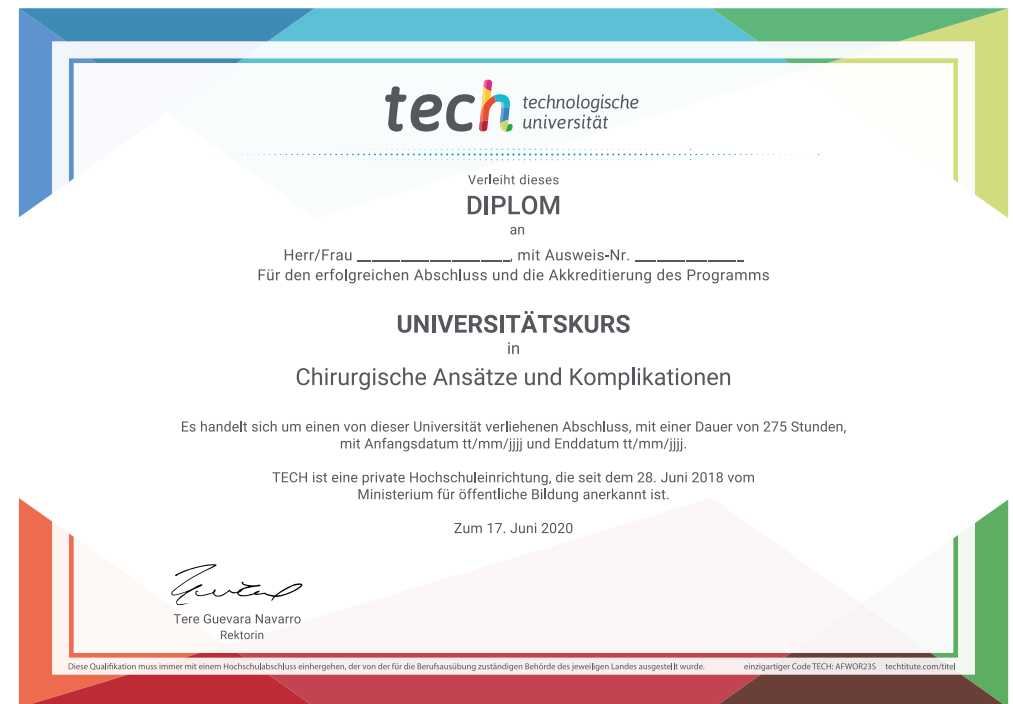 tech technologische
universität
Verleiht dieses
DIPLOM
an
Herr/Frau ____________________, mit Ausweis-Nr. ______________
Für den erfolgreichen Abschluss und die Akkreditierung des Programms
UNIVERSITÄTSKURS
in
Chirurgische Ansätze und Komplikationen
Es handelt sich um einen von dieser Universität verliehenen Abschluss, mit einer Dauer von 275 Stunden,
mit Anfangsdatum tt/mm/jjjj und Enddatum tt/mm/jjjj.
TECH ist eine private Hochschuleinrichtung, die seit dem 28. Juni 2018 vom
Ministerium für öffentliche Bildung anerkannt ist.
Zum 17. Juni 2020
Tere Guevara Navarro
Rektorin
Diese Qualifikation muss immer mit einem Hochschulabschluss einhergehen, der von der für die Berufsausübung zuständigen Behörde des jeweiligen Landes ausgestellt wurde. einzigartiger Code TECH: AFWOR23S techtitute.com/titel